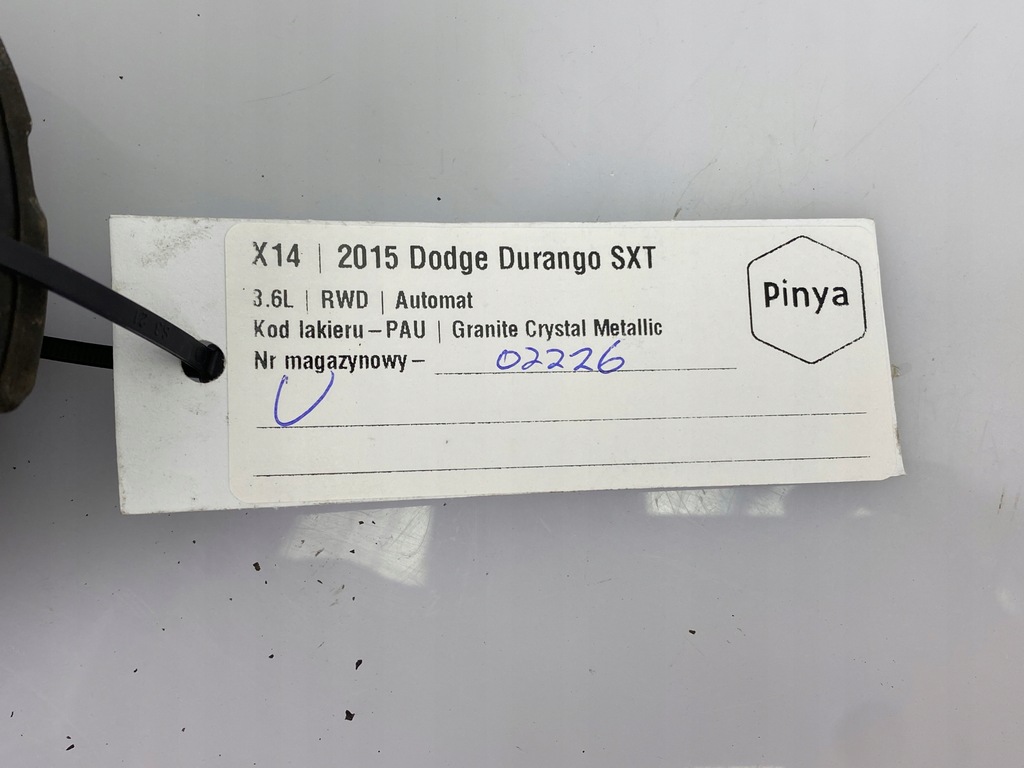 X14 | 2015 Dodge Durango SXT
Pinya
3.6L | RWD | Automat
Kod lakieru – PAU | Granite Crystal Metallic
Nr magazynowy – 02226
U